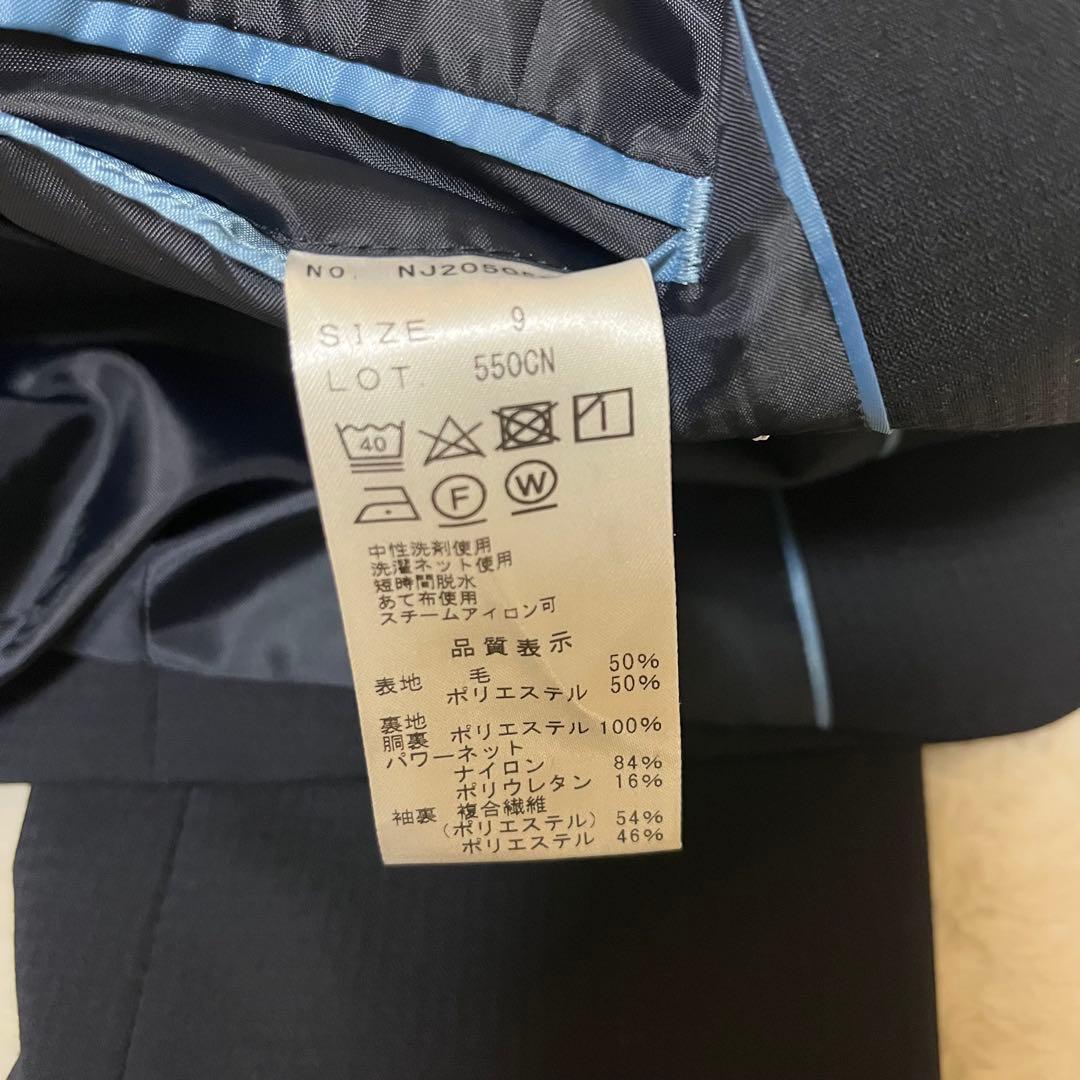 NO.
SIZE 9
LOT. 550CN
40
F W
中性洗剤使用
洗濯ネット使用
短時間脱水
あて布使用
スチームアイロン可
品質表示
表地 毛 50%
ポリエステル 50%
裏地
胴裏 ポリエステル 100%
パワーネット
ナイロン 84%
ポリウレタン 16%
袖裏 複合繊維
(ポリエステル) 54%
ポリエステル 46%